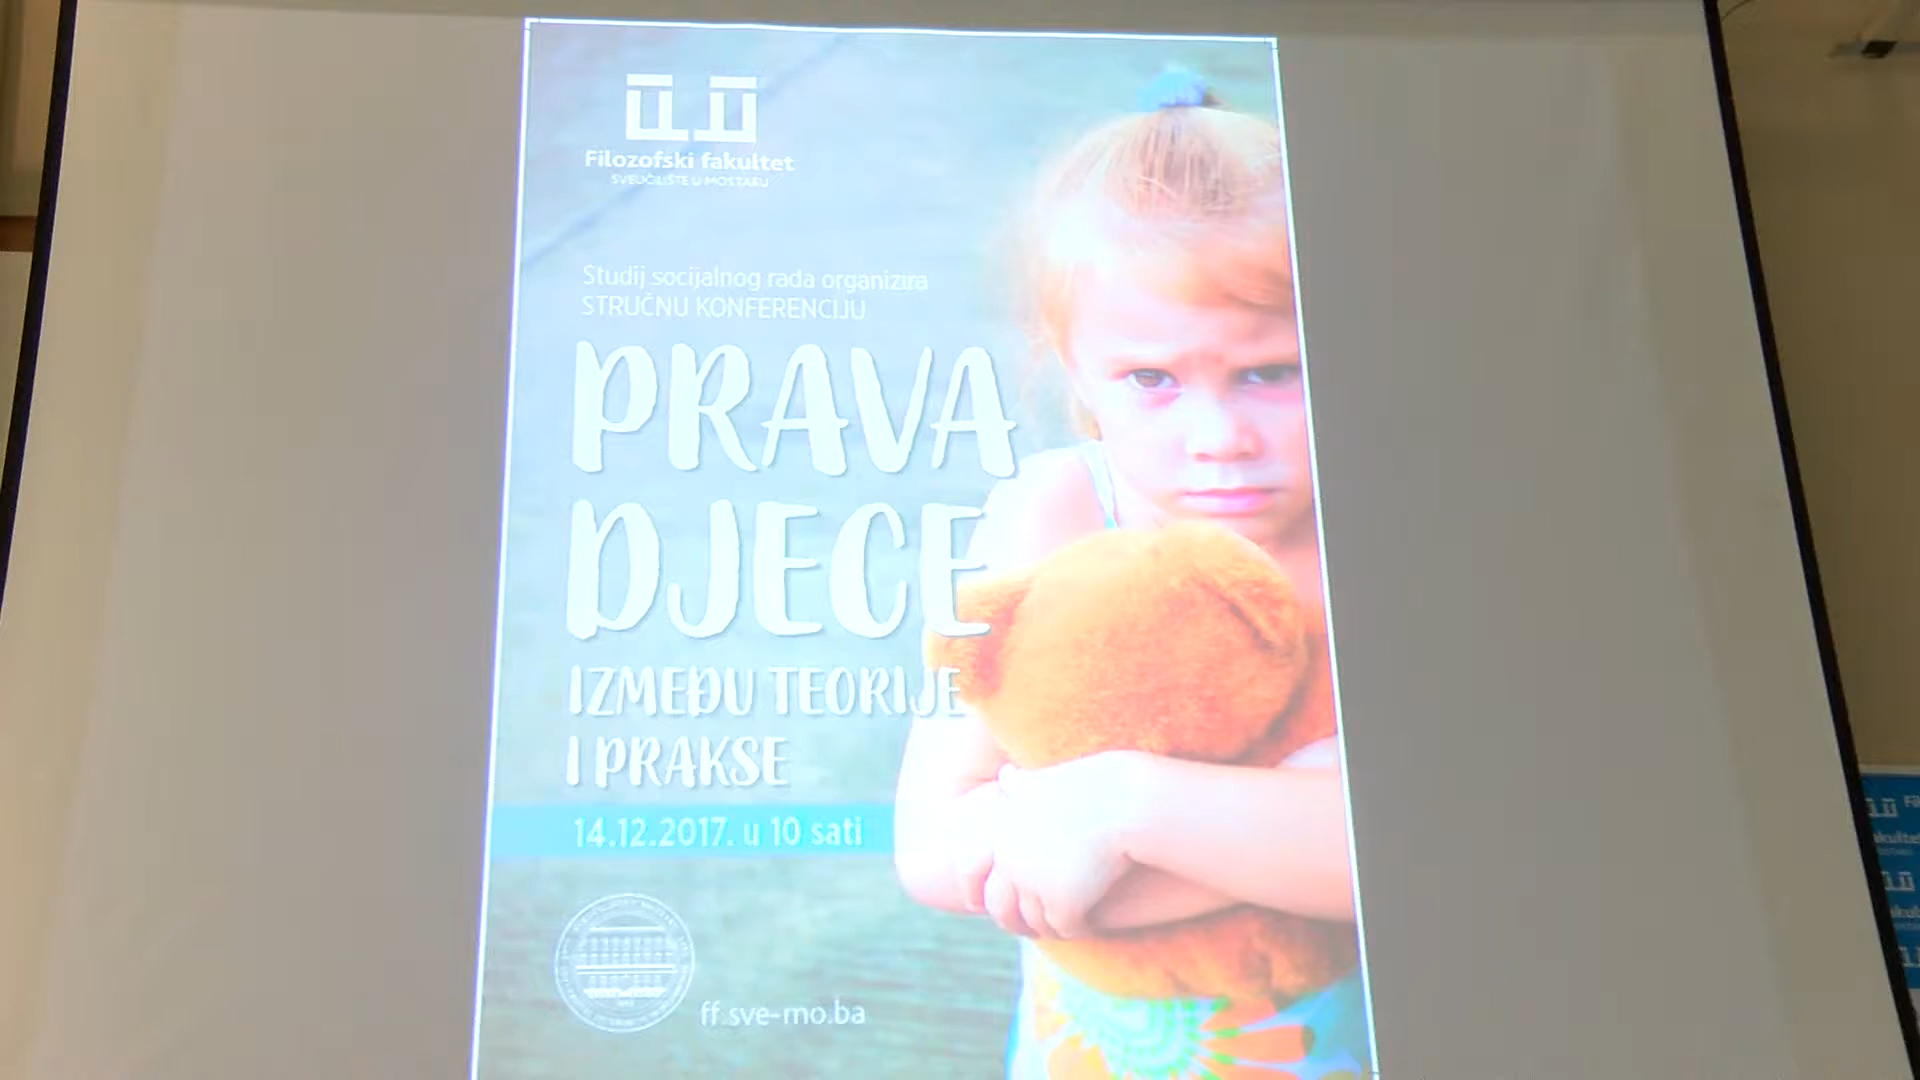 Filozofski fakultet
SVEUČILIŠTE U MOSTARU
Studij socijalnog rada organizira
STRUČNU KONFERENCIJU
PRAVA
DJECE
IZMEĐU TEORIJE
I PRAKSE
14.12.2017. u 10 sati
ff.sve-mo.ba